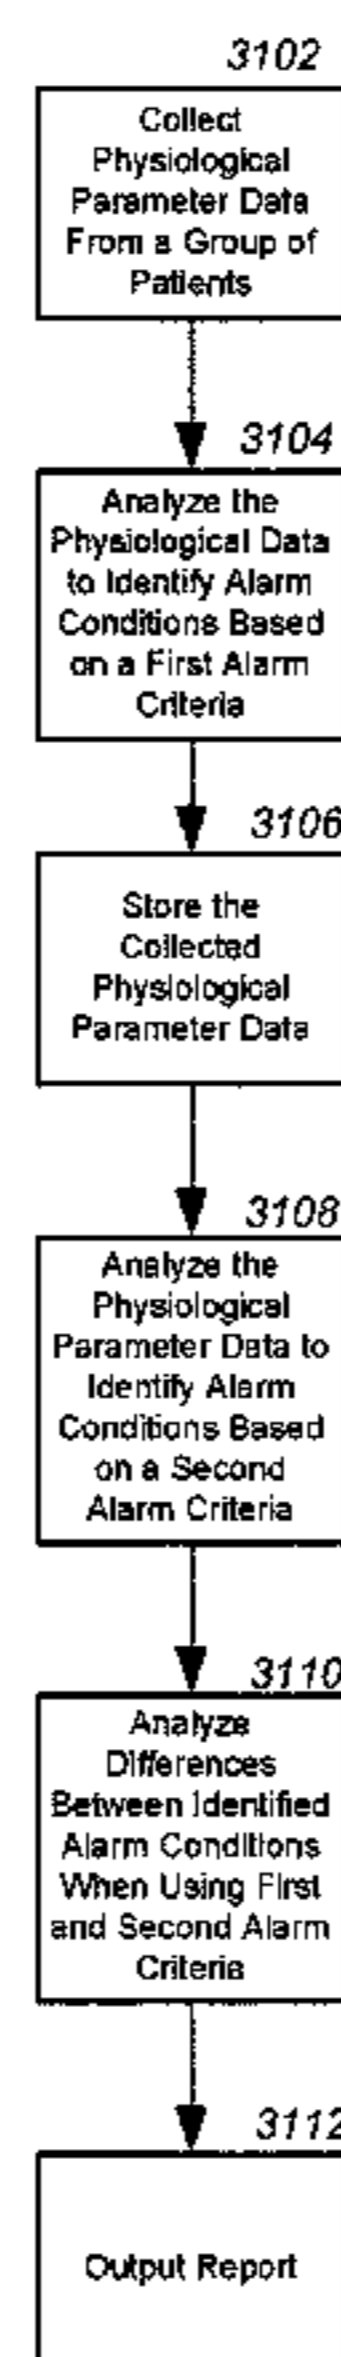 3102
Collect
Physiological
Parameter Data
From a Group of
Patients
3104
Analyze the
Physiological Data
to Identify Alarm
Conditions Based
on a First Alarm
Criteria
3106
Store the
Collected
Physiological
Parameter Data
3108
Analyze the
Physiological
Parameter Data to
Identify Alarm
Conditions Based
on a Second
Alarm Criteria
3110
Analyze
Differences
Between Identified
Alarm Conditions
When Using First
and Second Alarm
Criteria
3112
Output Report